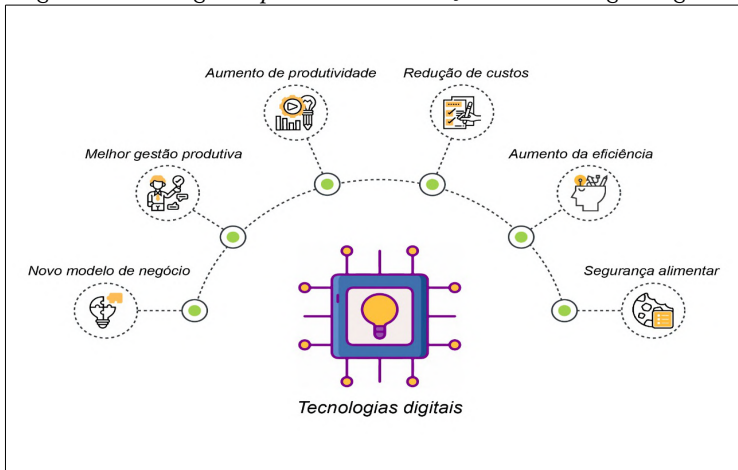 Aumento de produtividade
Redução de custos
Melhor gestão produtiva
Aumento da eficiência
Novo modelo de negócio
Segurança alimentar
Tecnologias digitais